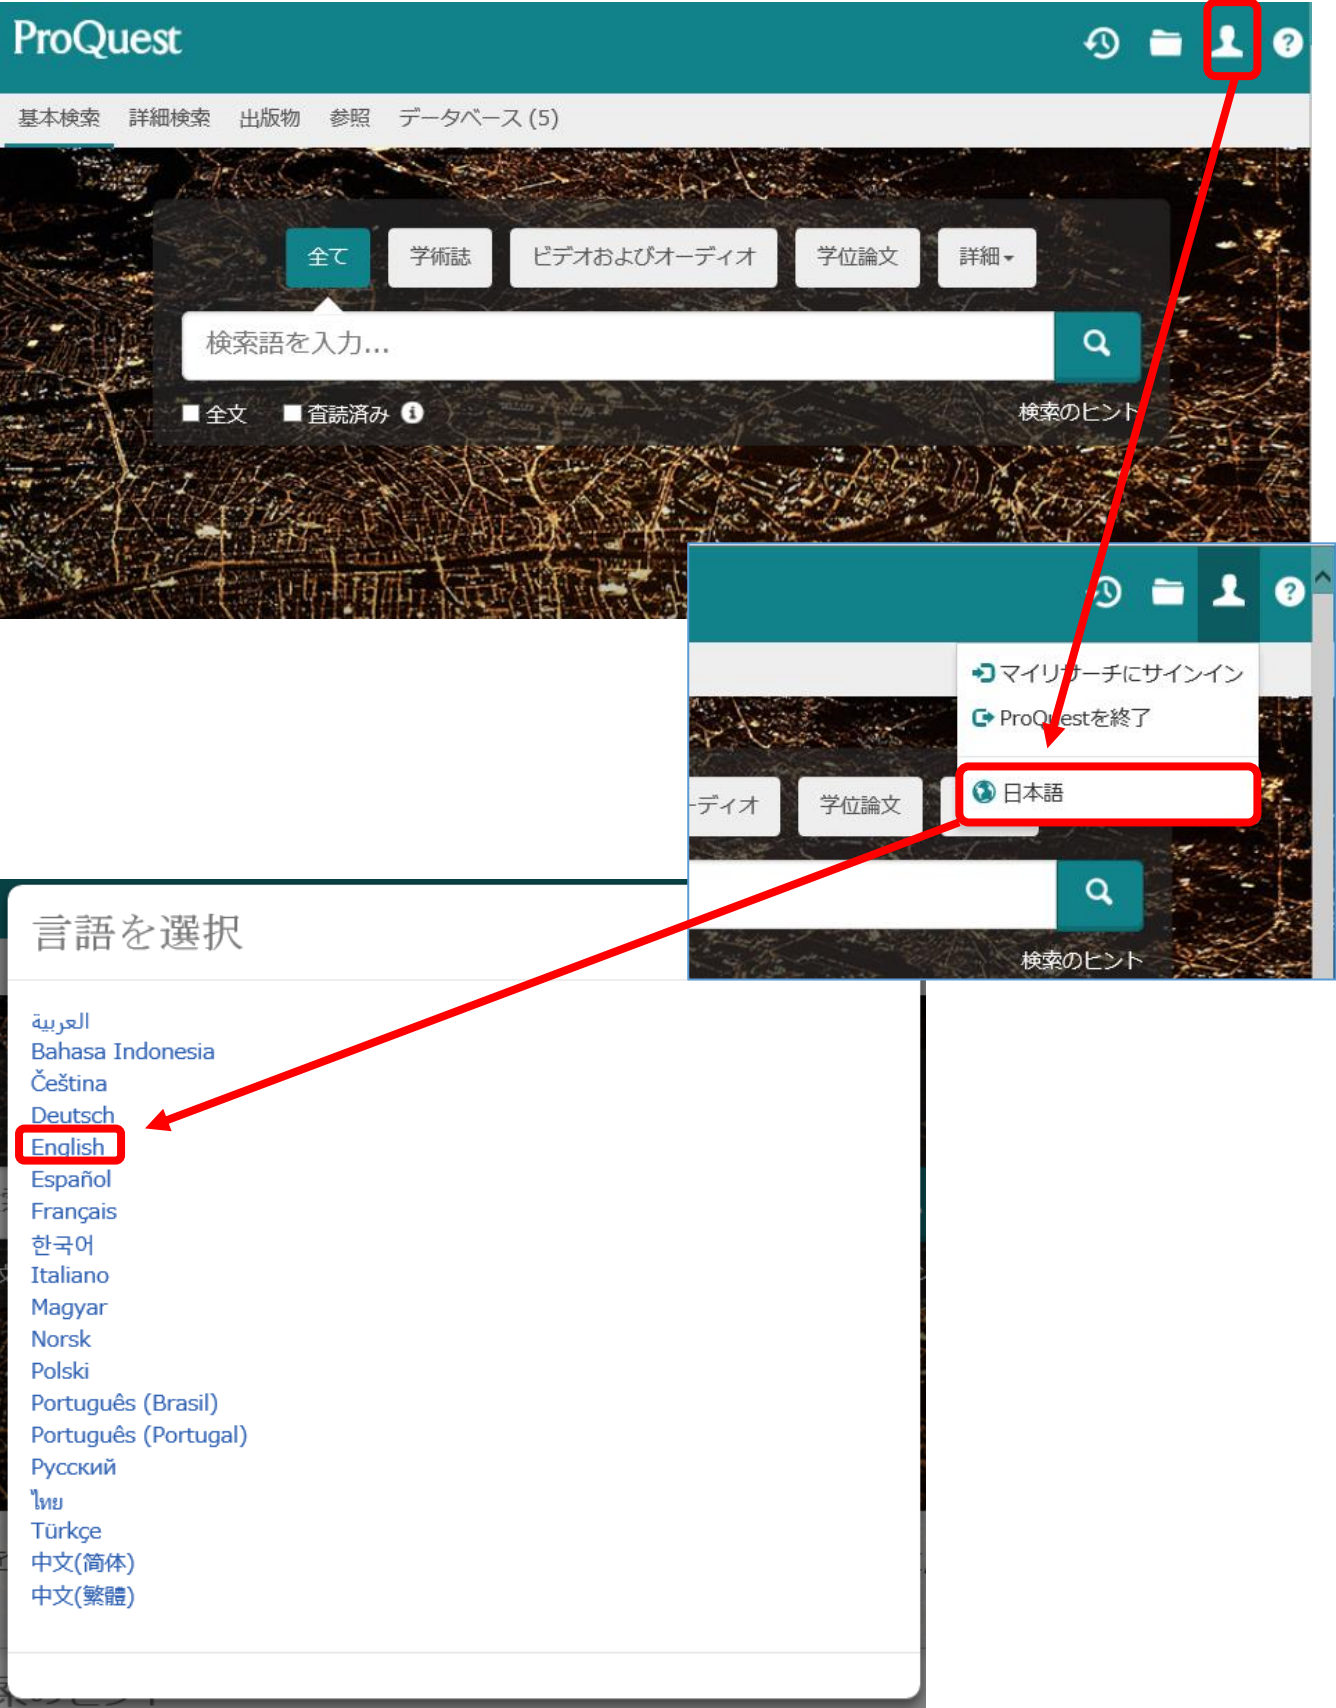 ProQuest
基本検索 詳細検索 出版物 参照 データベース (5)
全て 学術誌 ビデオおよびオーディオ 学位論文 詳細
検索語を入力...
全文 査読済み
検索のヒント
マイリサーチにサインイン
ProQuestを終了
日本語
ーディオ 学位論文
検索のヒント
言語を選択
العربية
Bahasa Indonesia
Čeština
Deutsch
English
Español
Français
한국어
Italiano
Magyar
Norsk
Polski
Português (Brasil)
Português (Portugal)
Русский
ไทย
Türkçe
中文(简体)
中文(繁體)